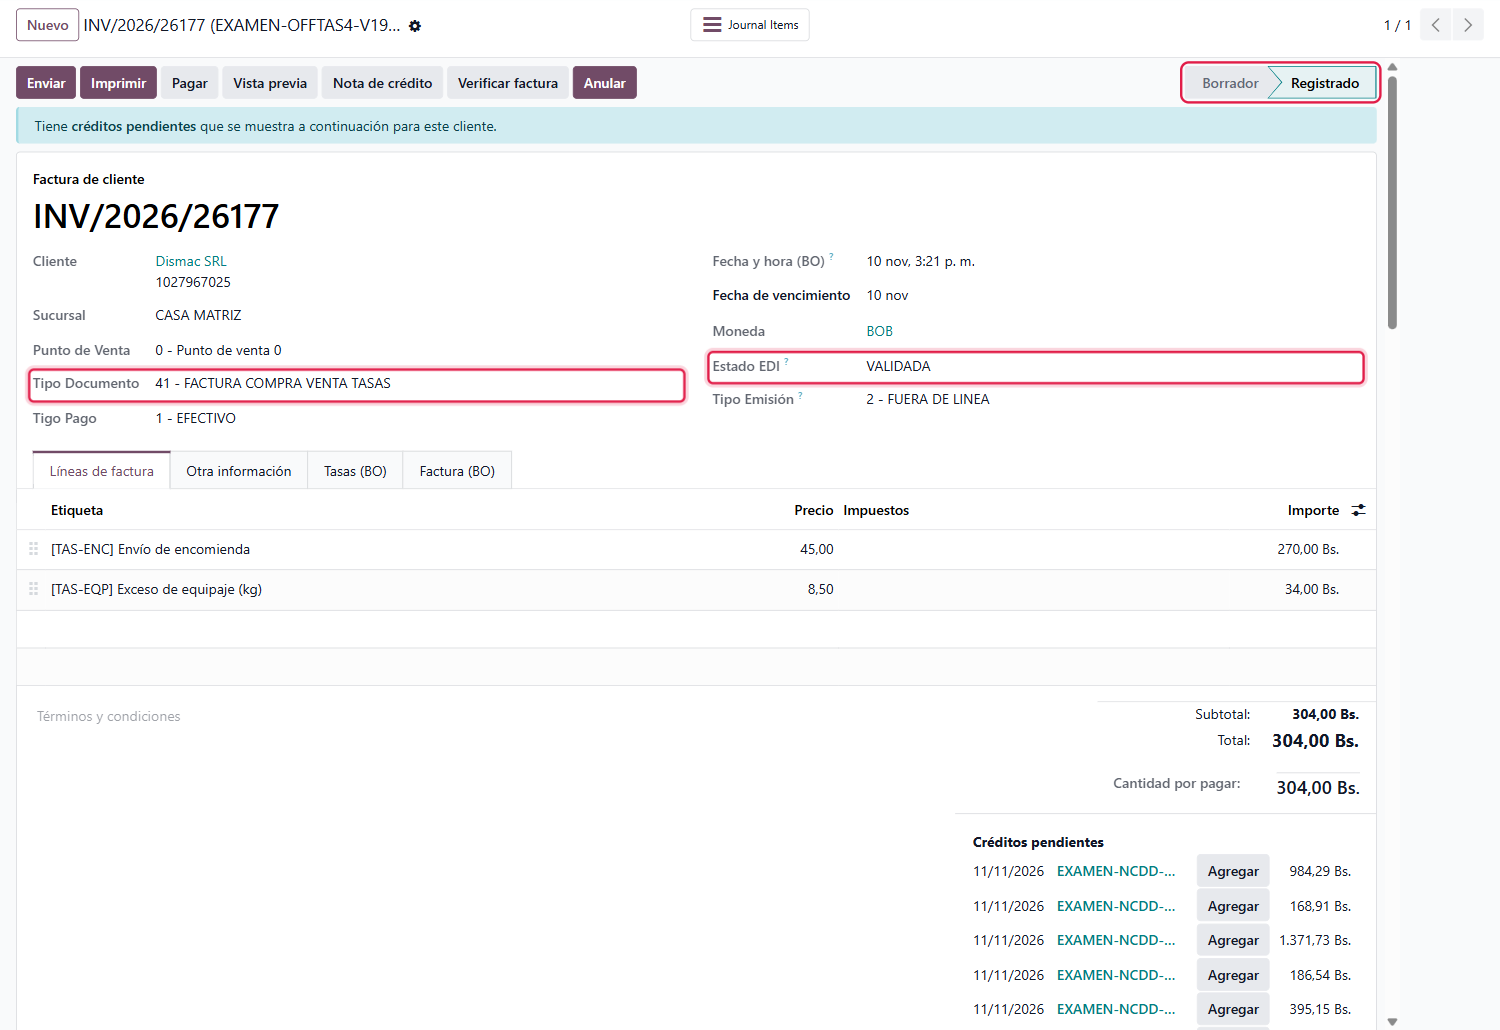 Nuevo INV/2026/26177 (EXAMEN-OFFTAS4-V19... Journal Items 1 / 1
Enviar Imprimir Pagar Vista previa Nota de crédito Verificar factura Anular Borrador Registrado
Tiene créditos pendientes que se muestra a continuación para este cliente.
Factura de cliente
INV/2026/26177
Cliente Dismac SRL
1027967025
Sucursal CASA MATRIZ
Punto de Venta 0 - Punto de venta 0
Tipo Documento 41 - FACTURA COMPRA VENTA TASAS
Tigo Pago 1 - EFECTIVO
Fecha y hora (BO) ? 10 nov, 3:21 p. m.
Fecha de vencimiento 10 nov
Moneda BOB
Estado EDI ? VALIDADA
Tipo Emisión ? 2 - FUERA DE LINEA
Líneas de factura Otra información Tasas (BO) Factura (BO)
Etiqueta Precio Impuestos Importe
[TAS-ENC] Envío de encomienda 45,00 270,00 Bs.
[TAS-EQP] Exceso de equipaje (kg) 8,50 34,00 Bs.
Términos y condiciones
Subtotal: 304,00 Bs.
Total: 304,00 Bs.
Cantidad por pagar: 304,00 Bs.
Créditos pendientes
11/11/2026 EXAMEN-NCDD-... Agregar 984,29 Bs.
11/11/2026 EXAMEN-NCDD-... Agregar 168,91 Bs.
11/11/2026 EXAMEN-NCDD-... Agregar 1.371,73 Bs.
11/11/2026 EXAMEN-NCDD-... Agregar 186,54 Bs.
11/11/2026 EXAMEN-NCDD-... Agregar 395,15 Bs.